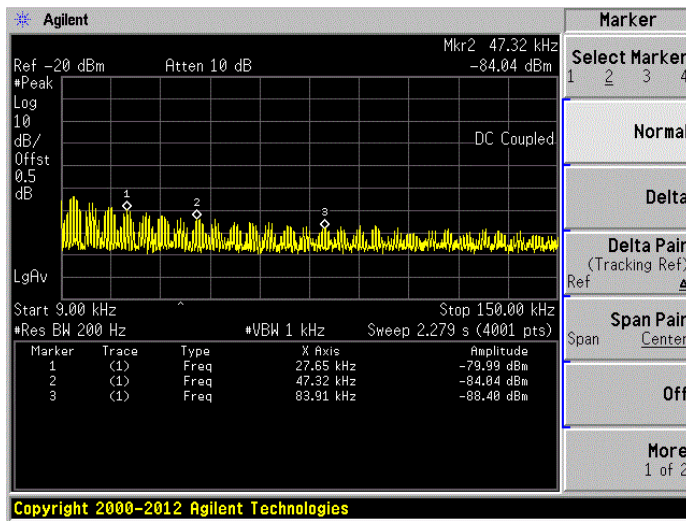 Agilent
Marker
Mkr2 47.32 kHz
Ref -20 dBm Atten 10 dB -84.04 dBm
#Peak
Log
10
dB/
Offst
0.5
dB
DC Coupled
1
2
3
LgAv
Start 9.00 kHz ^ Stop 150.00 kHz
#Res BW 200 Hz #VBW 1 kHz Sweep 2.279 s (4001 pts)
Marker Trace Type X Axis Amplitude
1 (1) Freq 27.65 kHz -79.99 dBm
2 (1) Freq 47.32 kHz -84.04 dBm
3 (1) Freq 83.91 kHz -88.40 dBm
Select Marker
1 2 3 4
Normal
Delta
Delta Pair
(Tracking Ref)
Ref Δ
Span Pair
Span Center
Off
More
1 of 2
Copyright 2000-2012 Agilent Technologies